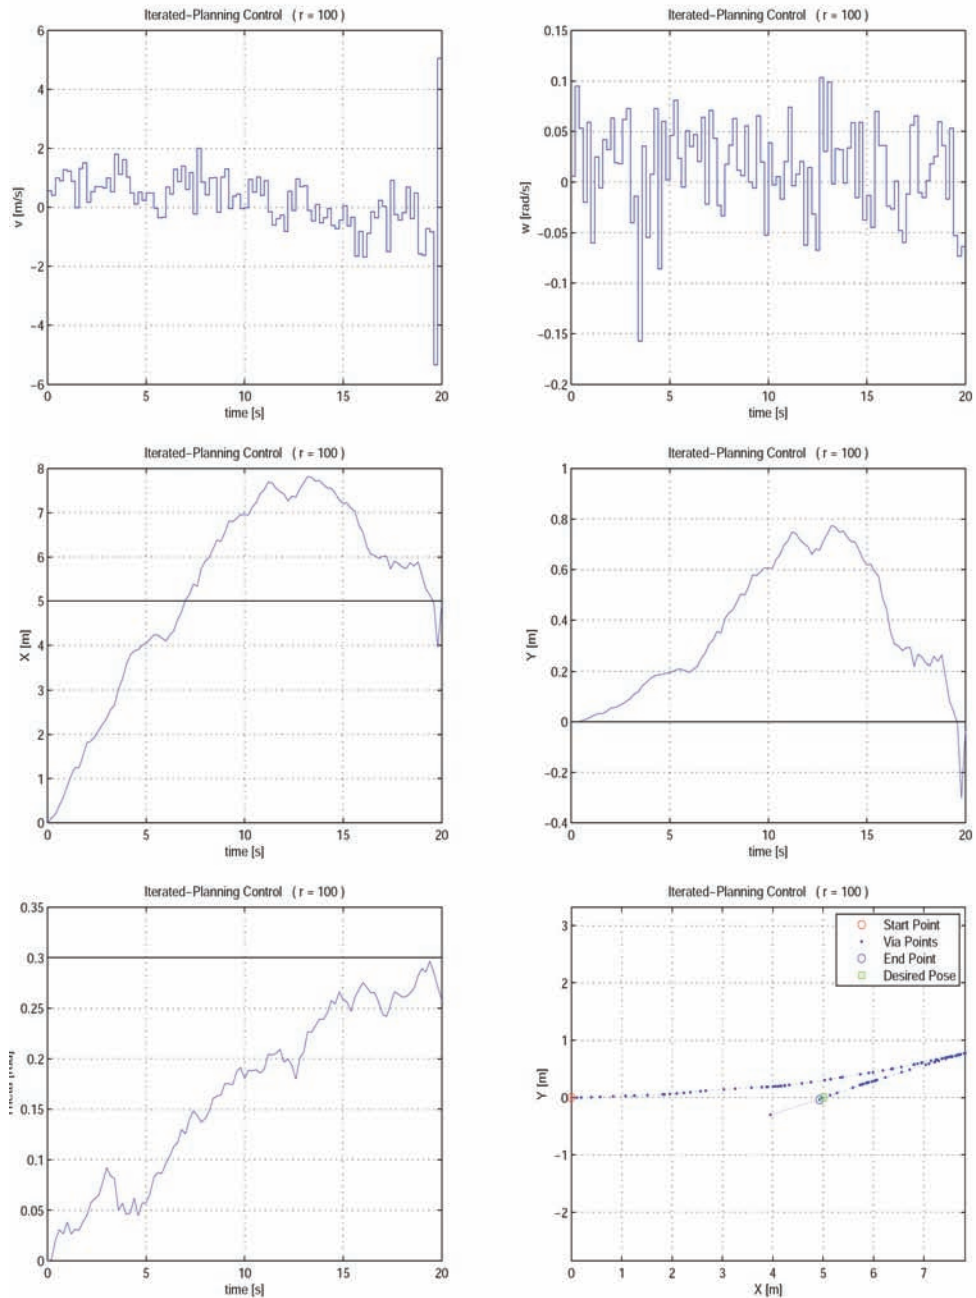 Iterated−Planning Control ( r = 100 )
6
4
2
0
−2
−4
−6
v [m/s]
0 5 10 15 20
time [s]
Iterated−Planning Control ( r = 100 )
0.15
0.1
0.05
0
−0.05
−0.1
−0.15
−0.2
w [rad/s]
0 5 10 15 20
time [s]
Iterated−Planning Control ( r = 100 )
8
7
6
5
4
3
2
1
0
X [m]
0 5 10 15 20
time [s]
Iterated−Planning Control ( r = 100 )
1
0.8
0.6
0.4
0.2
0
−0.2
−0.4
Y [m]
0 5 10 15 20
time [s]
Iterated−Planning Control ( r = 100 )
0.35
0.3
0.25
0.2
0.15
0.1
0.05
0
0 5 10 15 20
time [s]
Iterated−Planning Control ( r = 100 )
3
2
1
0
−1
−2
Y [m]
Start Point
Via Points
End Point
Desired Pose
0 1 2 3 4 5 6 7
X [m]